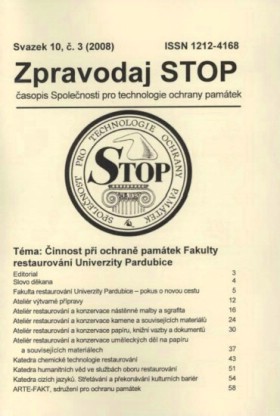 Svazek 10, č. 3 (2008) ISSN 1212-4168
Zpravodaj STOP
časopis Společnosti pro technologie ochrany památek
SPOLEČNOST PRO TECHNOLOGIE OCHRANY PAMÁTEK
STOP
Téma: Činnost při ochraně památek Fakulty
restaurování Univerzity Pardubice
Editorial 3
Slovo děkana 4
Fakulta restaurování Univerzity Pardubice – pokus o novou cestu 5
Ateliér výtvarné přípravy 12
Ateliér restaurování a konzervace nástěnné malby a sgrafita 16
Ateliér restaurování a konzervace kamene a souvisejících materiálů 24
Ateliér restaurování a konzervace papíru, knižní vazby a dokumentů 30
Ateliér restaurování a konzervace uměleckých děl na papíru
a souvisejících materiálech 37
Katedra chemické technologie restaurování 43
Katedra humanitních věd ve službách oboru restaurování 51
Katedra cizích jazyků. Střetávání a překonávání kulturních bariér 54
ARTE-FAKT, sdružení pro ochranu památek 58